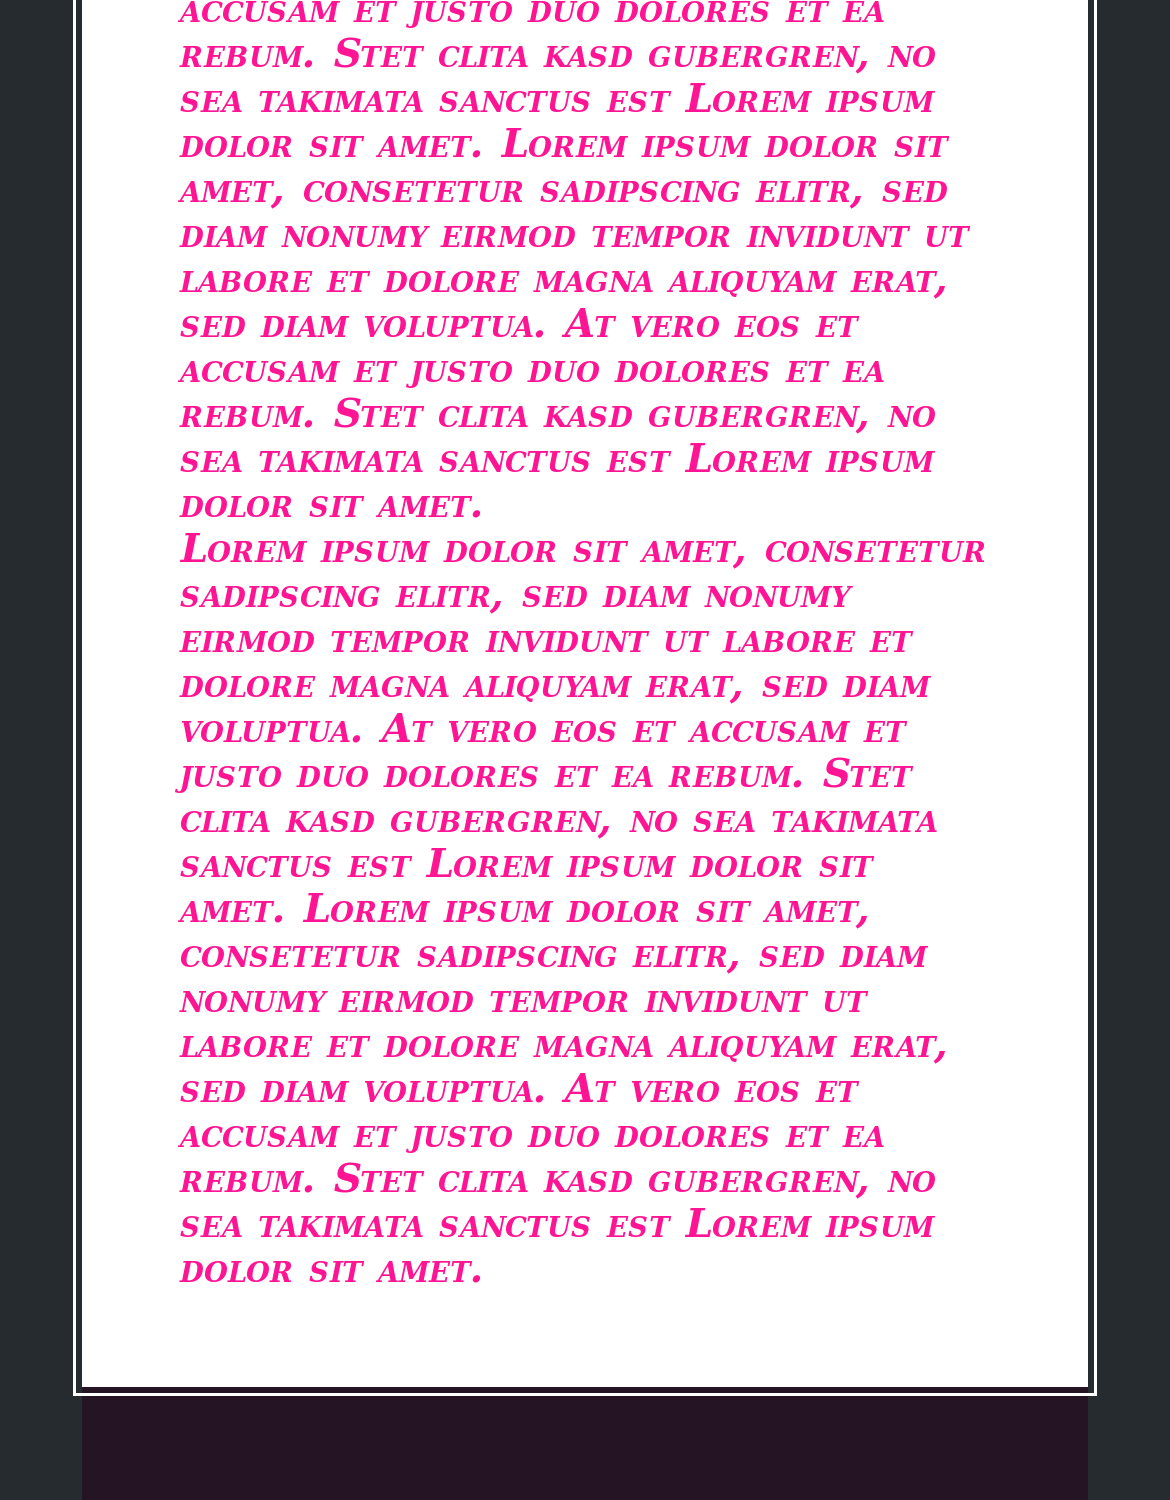 accusam et justo duo dolores et ea
rebum. Stet clita kasd gubergren, no
sea takimata sanctus est Lorem ipsum
dolor sit amet. Lorem ipsum dolor sit
amet, consetetur sadipscing elitr, sed
diam nonumy eirmod tempor invidunt ut
labore et dolore magna aliquyam erat,
sed diam voluptua. At vero eos et
accusam et justo duo dolores et ea
rebum. Stet clita kasd gubergren, no
sea takimata sanctus est Lorem ipsum
dolor sit amet.
Lorem ipsum dolor sit amet, consetetur
sadipscing elitr, sed diam nonumy
eirmod tempor invidunt ut labore et
dolore magna aliquyam erat, sed diam
voluptua. At vero eos et accusam et
justo duo dolores et ea rebum. Stet
clita kasd gubergren, no sea takimata
sanctus est Lorem ipsum dolor sit
amet. Lorem ipsum dolor sit amet,
consetetur sadipscing elitr, sed diam
nonumy eirmod tempor invidunt ut
labore et dolore magna aliquyam erat,
sed diam voluptua. At vero eos et
accusam et justo duo dolores et ea
rebum. Stet clita kasd gubergren, no
sea takimata sanctus est Lorem ipsum
dolor sit amet.